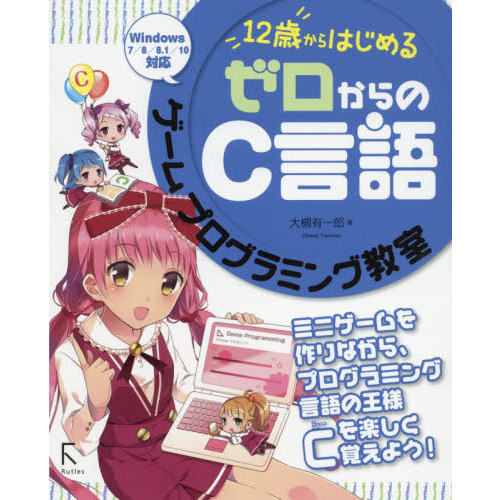 Windows
7/8/8.1/10
対応
C
12歳からはじめる
ゼロからの
C言語
ゲームプログラミング教室
大槻有一郎 著
Game Programming
ミニゲームを
作りながら、
プログラミング
言語の王様
Cを楽しく
覚えよう!
Rutles